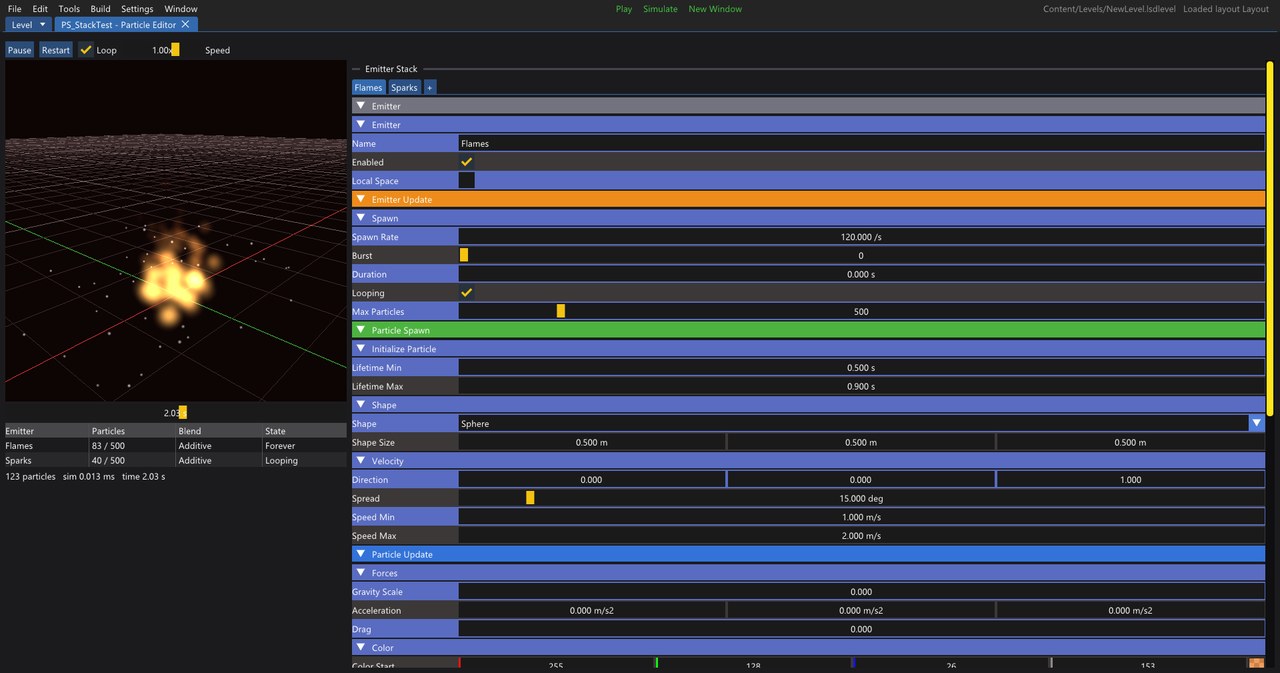 File Edit Tools Build Settings Window Play Simulate New Window Content/Levels/NewLevel.lsdlevel Loaded layout Layout
Level PS_StackTest - Particle Editor
Pause Restart Loop 1.00x Speed
Emitter Stack
Flames Sparks +
Emitter
Emitter
Name Flames
Enabled
Local Space
Emitter Update
Spawn
Spawn Rate 120.000 /s
Burst 0
Duration 0.000 s
Looping
Max Particles 500
Particle Spawn
Initialize Particle
Lifetime Min 0.500 s
Lifetime Max 0.900 s
Shape
Shape Sphere
Shape Size 0.500 m 0.500 m 0.500 m
Velocity
Direction 0.000 0.000 1.000
Spread 15.000 deg
Speed Min 1.000 m/s
Speed Max 2.000 m/s
Particle Update
Forces
Gravity Scale 0.000
Acceleration 0.000 m/s2 0.000 m/s2 0.000 m/s2
Drag 0.000
Color
Color Start 255 128 26 153
2.03 s
Emitter Particles Blend State
Flames 83 / 500 Additive Forever
Sparks 40 / 500 Additive Looping
123 particles sim 0.013 ms time 2.03 s